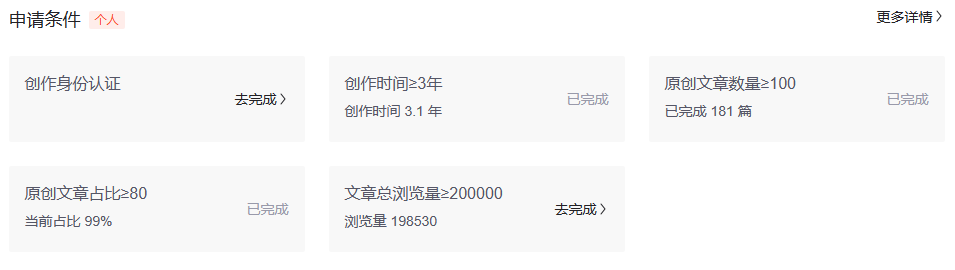 申请条件 个人 更多详情
创作身份认证
去完成
创作时间≥3年
创作时间 3.1 年
已完成
原创文章数量≥100
已完成 181 篇
已完成
原创文章占比≥80
当前占比 99%
已完成
文章总浏览量≥200000
浏览量 198530
去完成